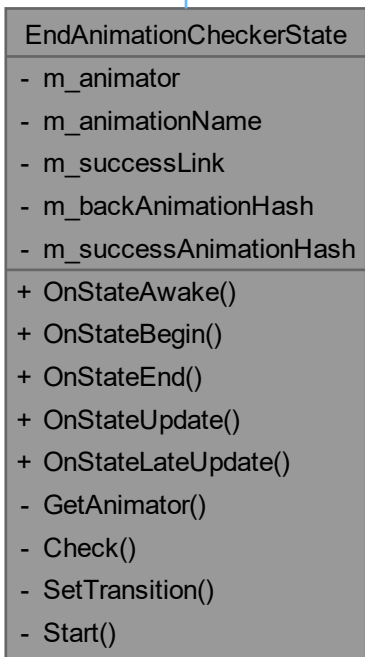 EndAnimationCheckerState
- m_animator
- m_animationName
- m_successLink
- m_backAnimationHash
- m_successAnimationHash
+ OnStateAwake()
+ OnStateBegin()
+ OnStateEnd()
+ OnStateUpdate()
+ OnStateLateUpdate()
- GetAnimator()
- Check()
- SetTransition()
- Start()